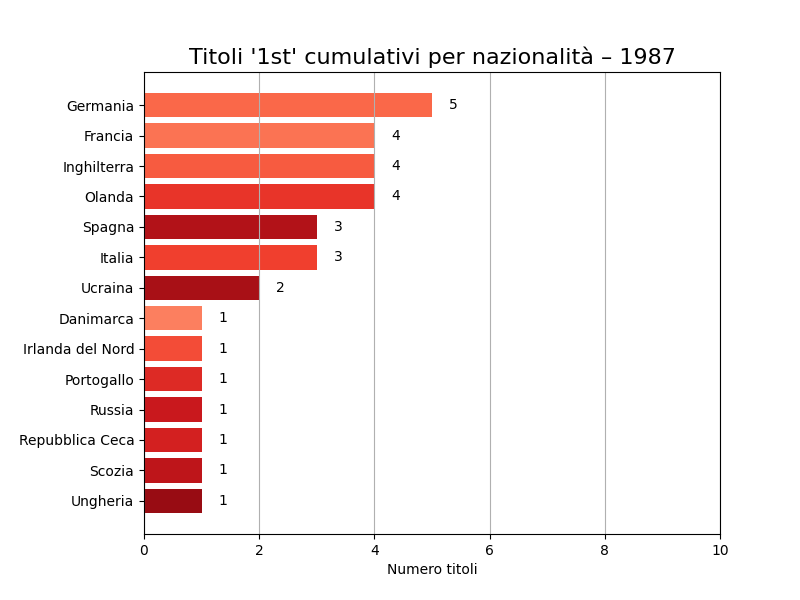 Titoli '1st' cumulativi per nazionalità – 1987
Germania 5
Francia 4
Inghilterra 4
Olanda 4
Spagna 3
Italia 3
Ucraina 2
Danimarca 1
Irlanda del Nord 1
Portogallo 1
Russia 1
Repubblica Ceca 1
Scozia 1
Ungheria 1
0 2 4 6 8 10
Numero titoli